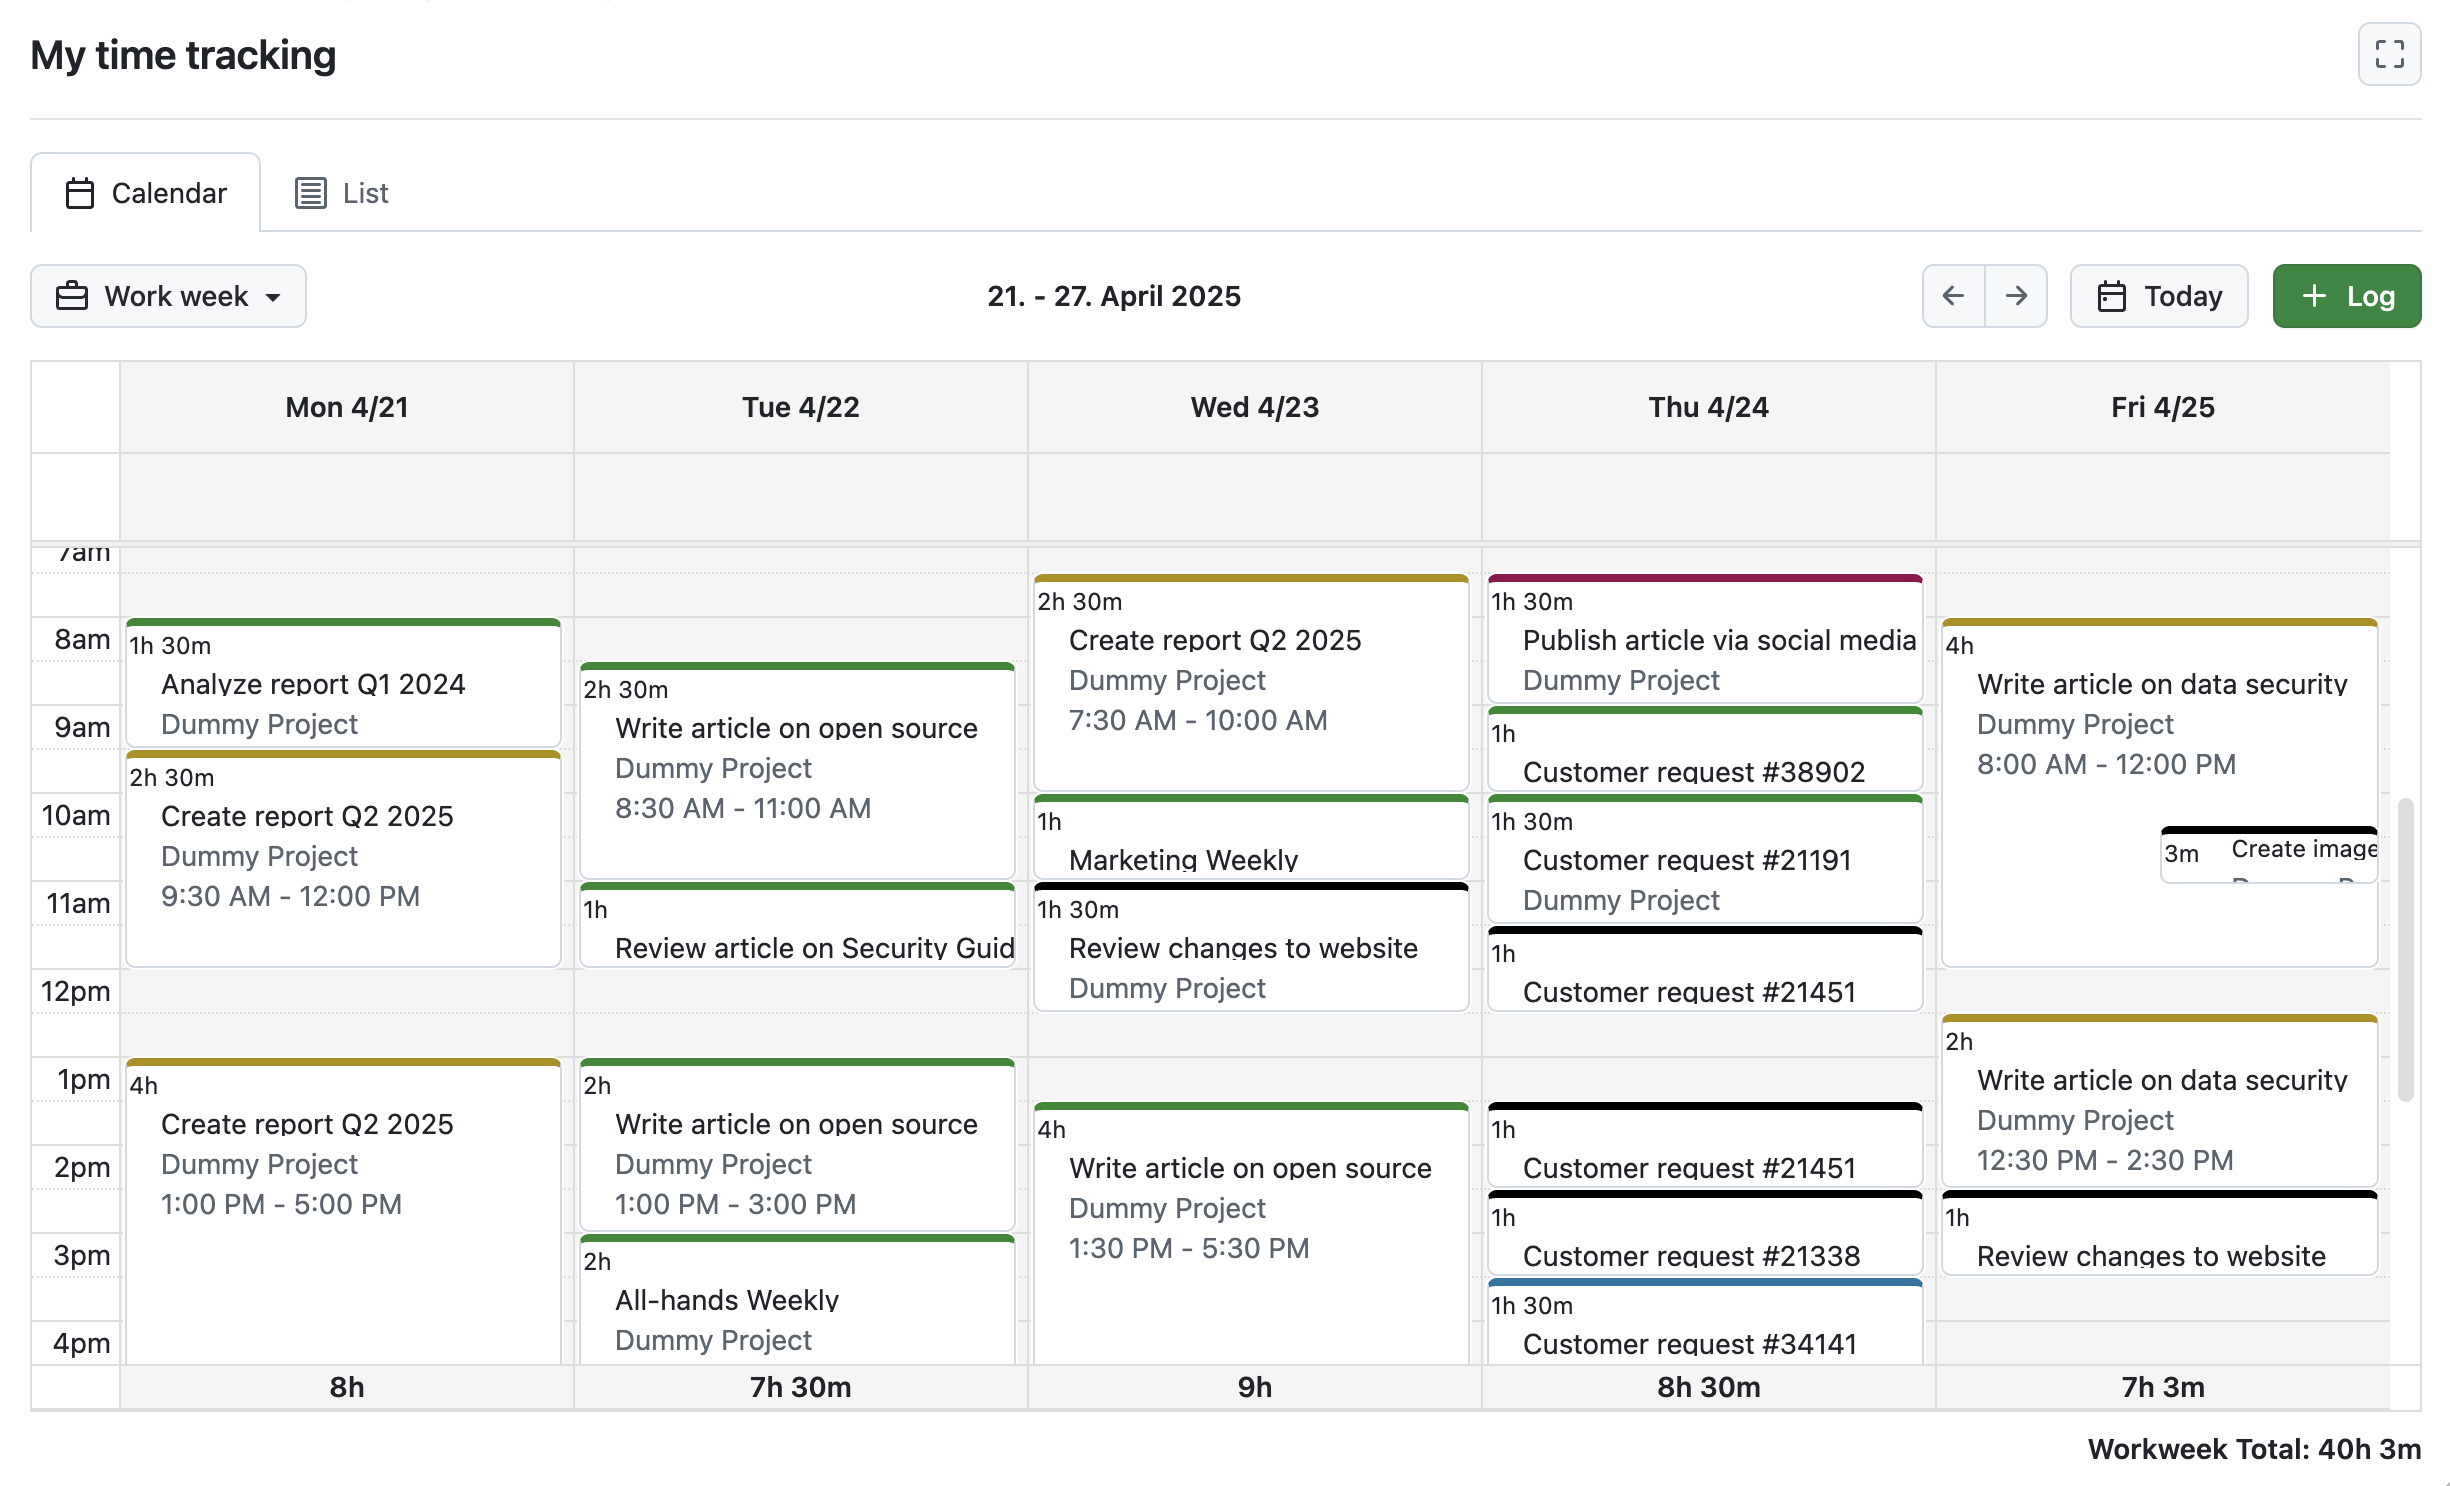 My time tracking
Calendar
List
Work week
21. - 27. April 2025
Today
+ Log
Mon 4/21
Tue 4/22
Wed 4/23
Thu 4/24
Fri 4/25
7am
8am
9am
10am
11am
12pm
1pm
2pm
3pm
4pm
1h 30m
Analyze report Q1 2024
Dummy Project
2h 30m
Create report Q2 2025
Dummy Project
9:30 AM - 12:00 PM
4h
Create report Q2 2025
Dummy Project
1:00 PM - 5:00 PM
2h 30m
Write article on open source
Dummy Project
8:30 AM - 11:00 AM
1h
Review article on Security Guid
2h
Write article on open source
Dummy Project
1:00 PM - 3:00 PM
2h
All-hands Weekly
Dummy Project
2h 30m
Create report Q2 2025
Dummy Project
7:30 AM - 10:00 AM
1h
Marketing Weekly
1h 30m
Review changes to website
Dummy Project
4h
Write article on open source
Dummy Project
1:30 PM - 5:30 PM
1h 30m
Publish article via social media
Dummy Project
1h
Customer request #38902
1h 30m
Customer request #21191
Dummy Project
1h
Customer request #21451
1h
Customer request #21451
1h
Customer request #21338
1h 30m
Customer request #34141
4h
Write article on data security
Dummy Project
8:00 AM - 12:00 PM
3m
Create image
2h
Write article on data security
Dummy Project
12:30 PM - 2:30 PM
1h
Review changes to website
8h
7h 30m
9h
8h 30m
7h 3m
Workweek Total: 40h 3m